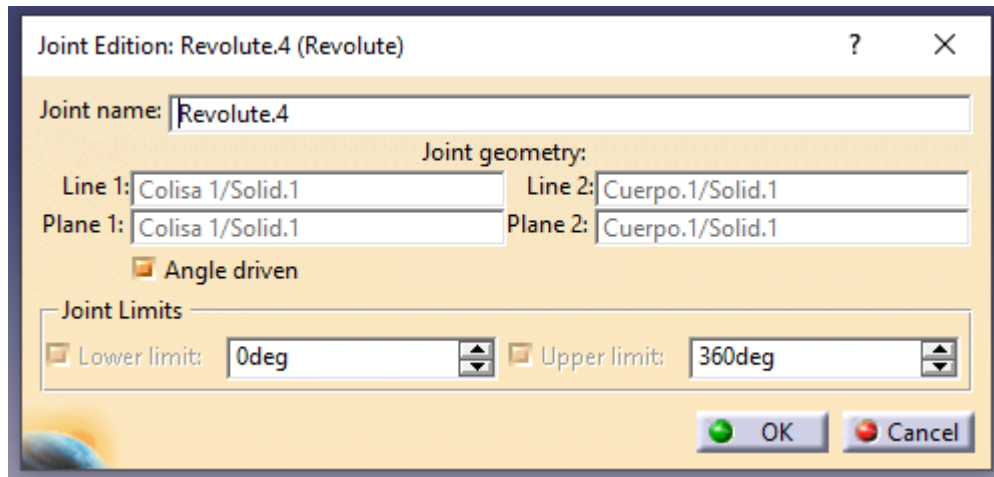 Joint Edition: Revolute.4 (Revolute) ? ×
Joint name: Revolute.4
Joint geometry:
Line 1: Colisa 1/Solid.1 Line 2: Cuerpo.1/Solid.1
Plane 1: Colisa 1/Solid.1 Plane 2: Cuerpo.1/Solid.1
Angle driven
Joint Limits
Lower limit: 0deg Upper limit: 360deg
OK Cancel